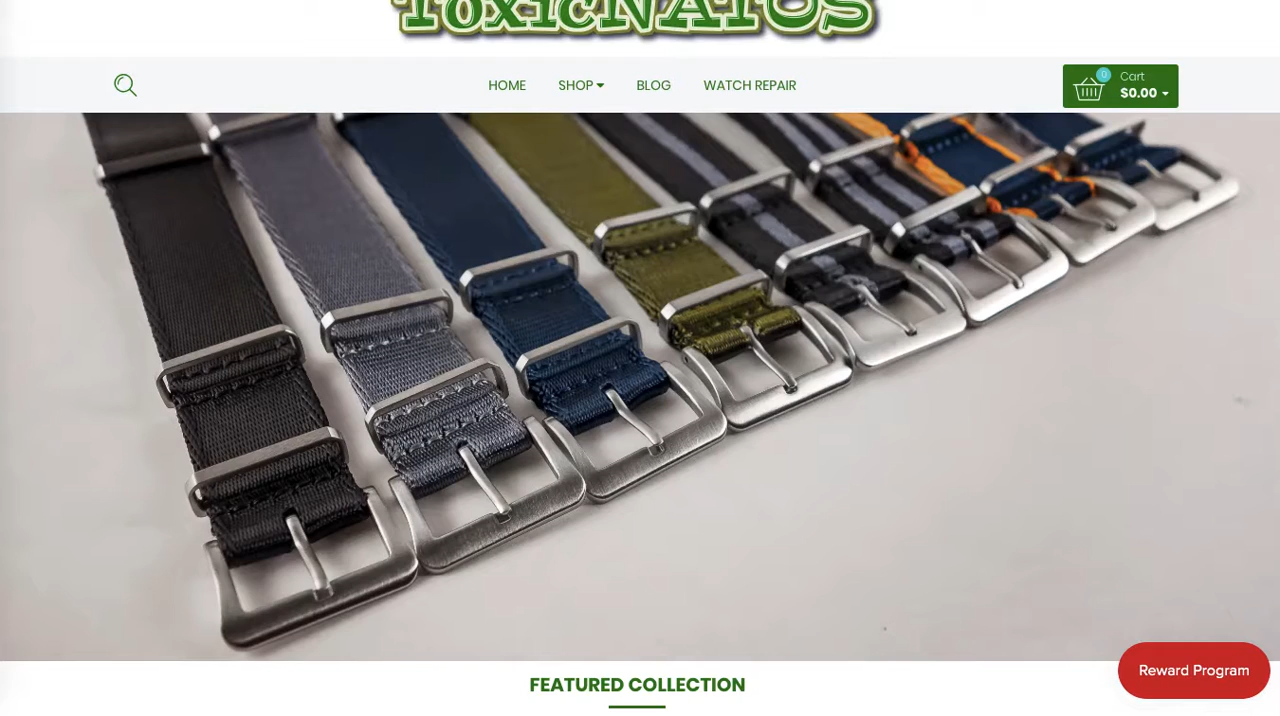 ToxicNATOs
HOME SHOP BLOG WATCH REPAIR
0 Cart
$0.00
Reward Program
FEATURED COLLECTION